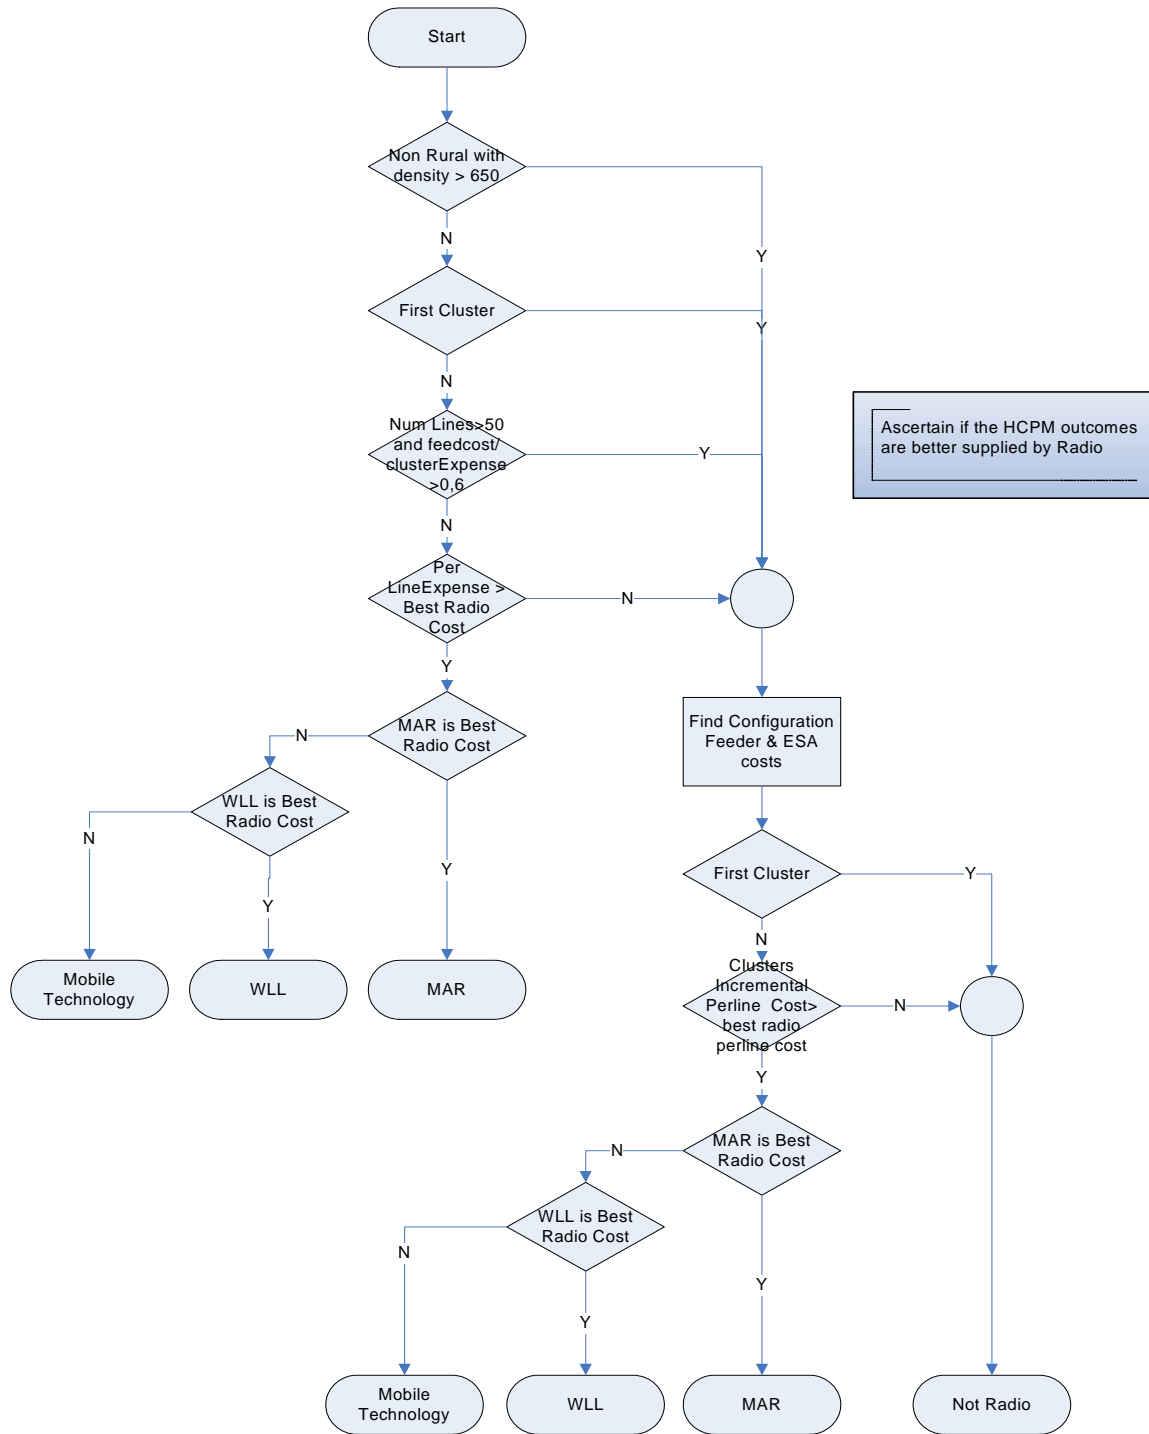 Start
Non Rural with
density > 650
N
Y
First Cluster
Y
N
Num Lines>50
and feedcost/
clusterExpense
>0,6
Y
Ascertain if the HCPM outcomes
are better supplied by Radio
N
Per
LineExpense >
Best Radio
Cost
N
Y
MAR is Best
Radio Cost
N
Find Configuration
Feeder & ESA
costs
WLL is Best
Radio Cost
N
Y
Y
First Cluster
Y
N
Mobile
Technology
WLL
MAR
Clusters
Incremental
Perline  Cost>
best radio
perline cost
N
Y
MAR is Best
Radio Cost
N
WLL is Best
Radio Cost
N
Y
Y
Mobile
Technology
WLL
MAR
Not Radio